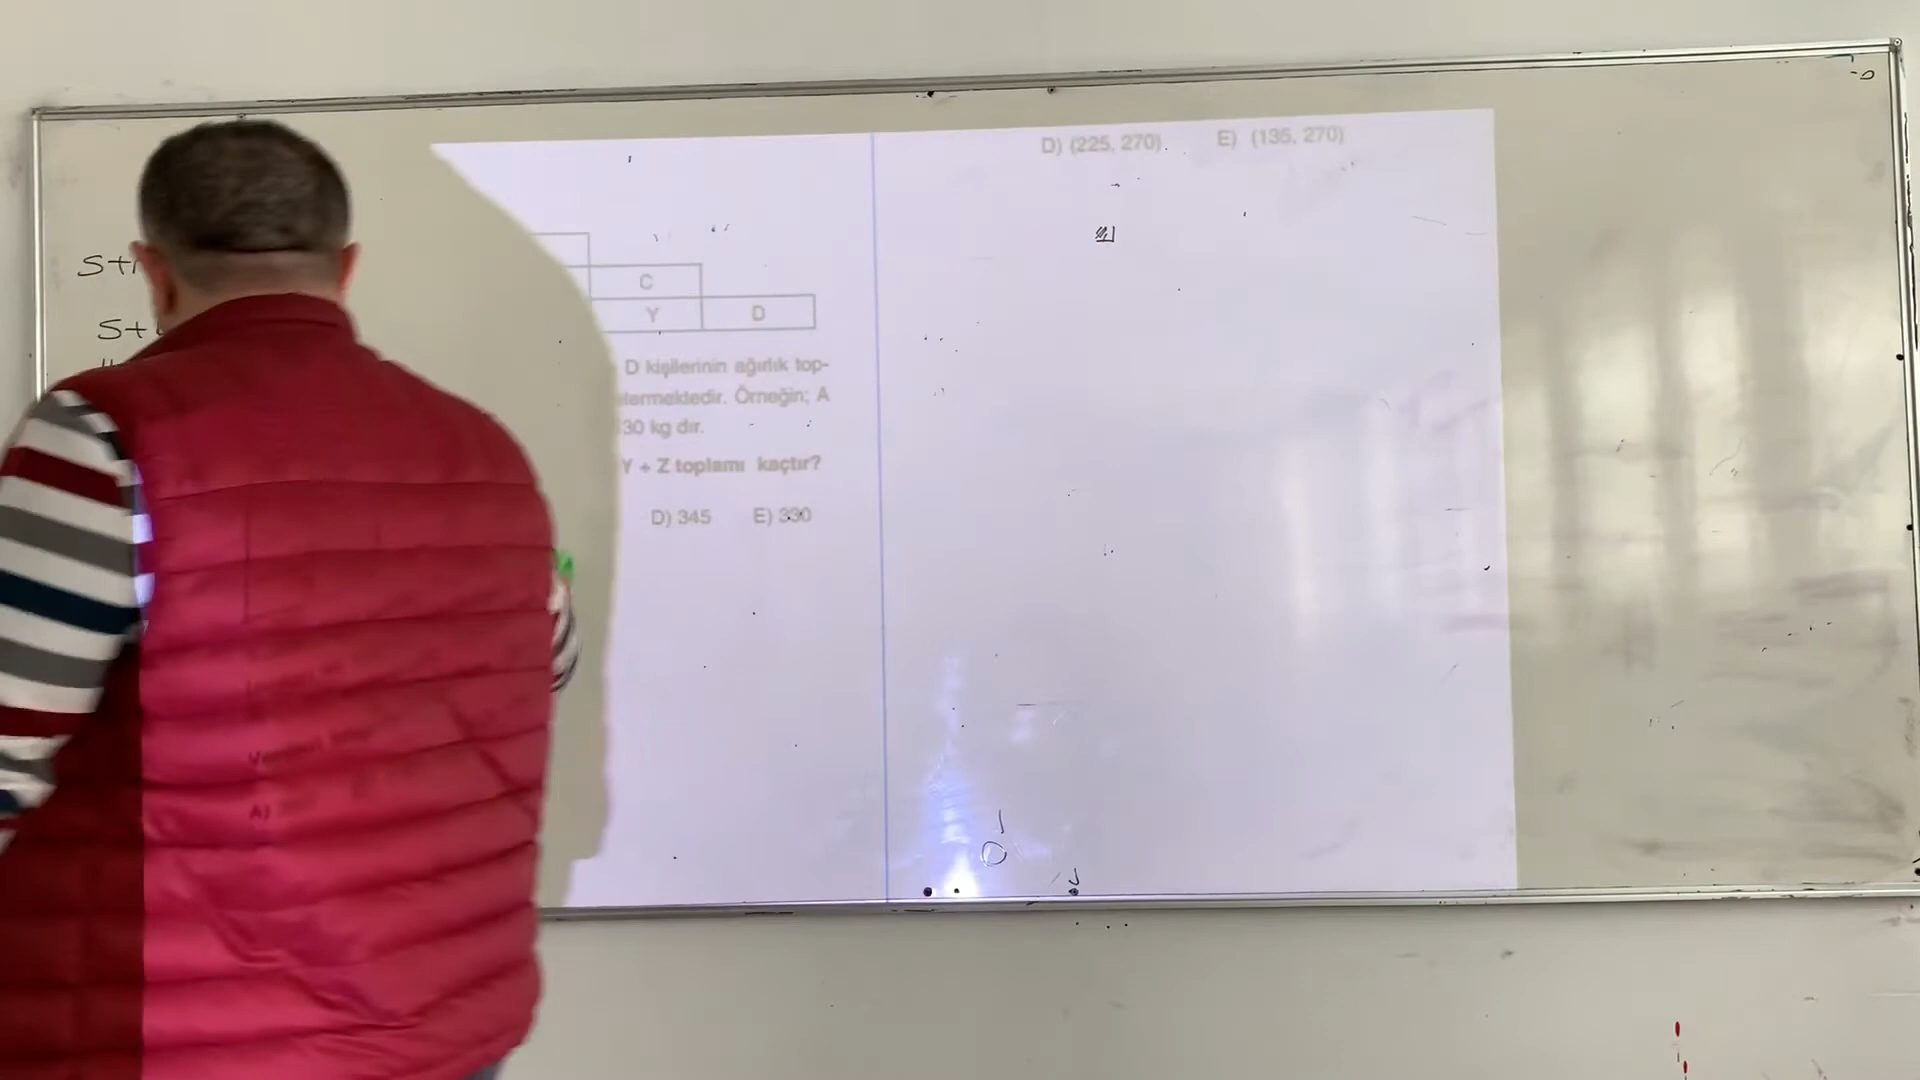 D) (225, 270).
E) (135, 270)
S+
C
Y
D
S+
D kişilerinin ağırlık top-
termektedir. Örneğin; A
30 kg dır.
Y + Z toplamı kaçtır?
D) 345
E) 330
A)